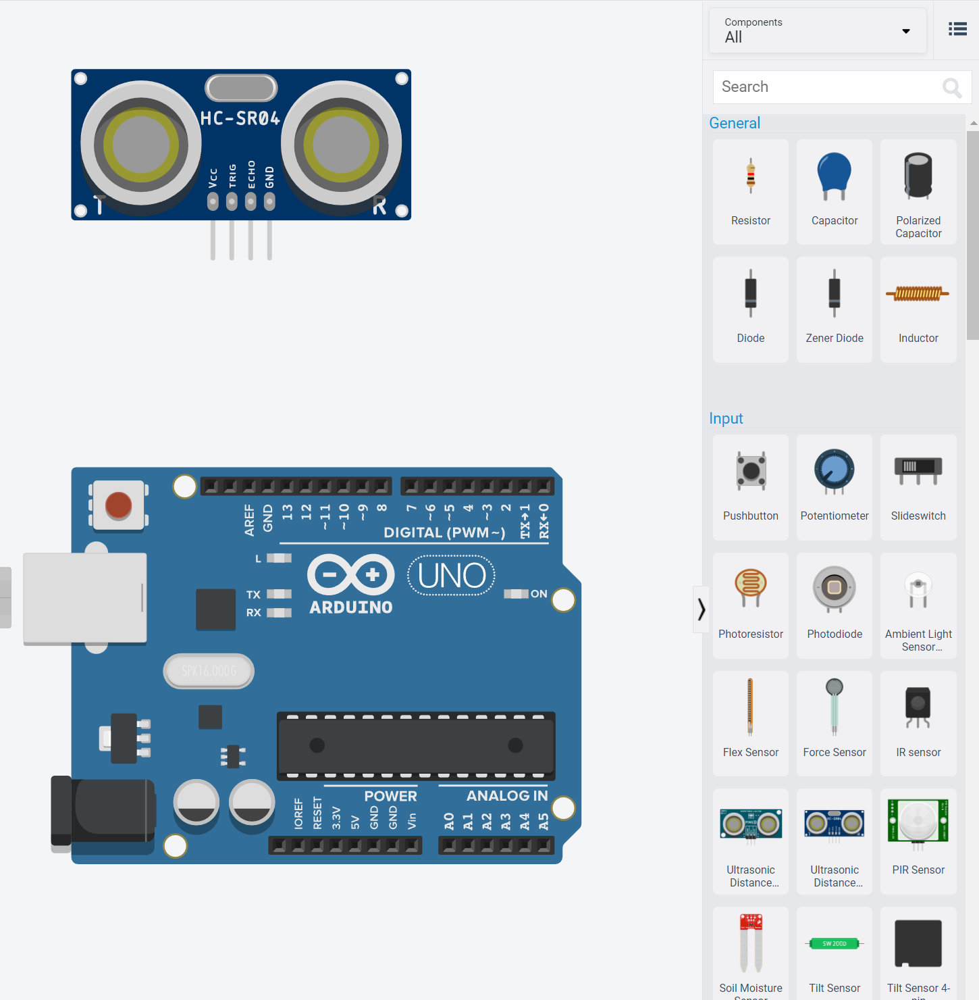 Components
All
Search
General
Resistor
Capacitor
Polarized
Capacitor
Diode
Zener Diode
Inductor
Input
Pushbutton
Potentiometer
Slideswitch
Photoresistor
Photodiode
Ambient Light
Sensor...
Flex Sensor
Force Sensor
IR sensor
Ultrasonic
Distance...
Ultrasonic
Distance...
PIR Sensor
Soil Moisture
Sensor
Tilt Sensor
Tilt Sensor 4-
pin
SW 200D
HC-SR04
VCC
TRIG
ECHO
GND
T
R
AREF
GND
13
12
~11
~10
~9
8
7
~6
~5
4
~3
2
TX→1
RX←0
DIGITAL (PWM~)
L
TX
RX
UNO
ARDUINO
ON
SPK16.000G
POWER
ANALOG IN
IOREF
RESET
3.3V
5V
GND
GND
Vin
A0
A1
A2
A3
A4
A5